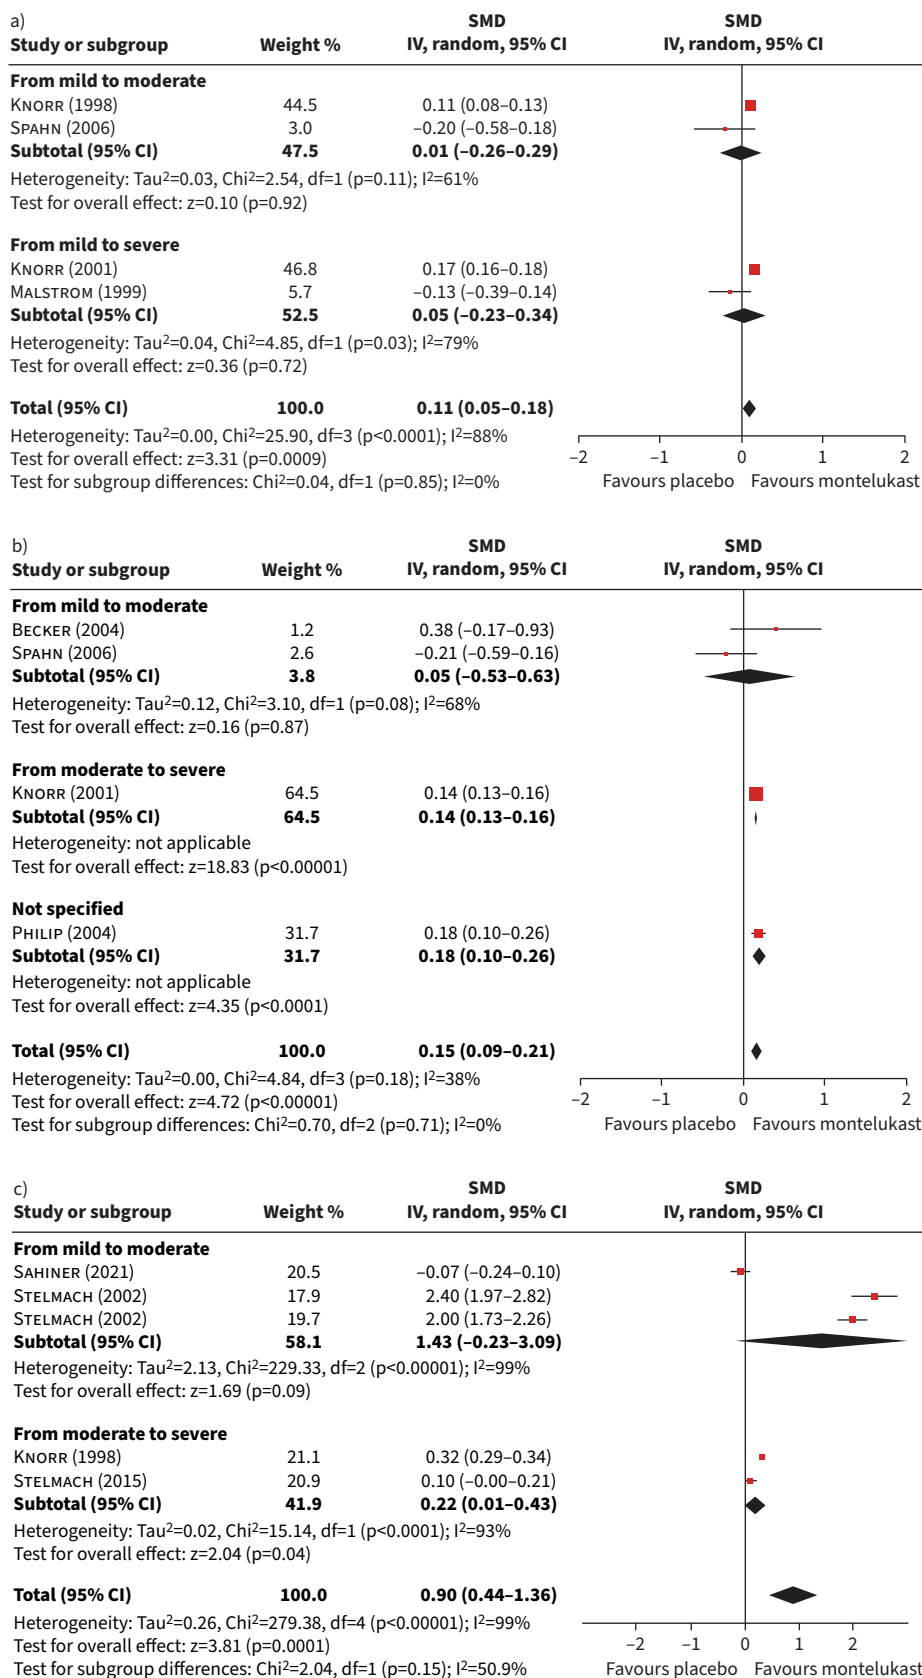 a)
SMD SMD
Study or subgroup Weight % IV, random, 95% CI IV, random, 95% CI
From mild to moderate
KNORR (1998) 44.5 0.11 (0.08–0.13)
SPAHN (2006) 3.0 –0.20 (–0.58–0.18)
Subtotal (95% CI) 47.5 0.01 (–0.26–0.29)
Heterogeneity: Tau²=0.03, Chi²=2.54, df=1 (p=0.11); I²=61%
Test for overall effect: z=0.10 (p=0.92)
From mild to severe
KNORR (2001) 46.8 0.17 (0.16–0.18)
MALSTROM (1999) 5.7 –0.13 (–0.39–0.14)
Subtotal (95% CI) 52.5 0.05 (–0.23–0.34)
Heterogeneity: Tau²=0.04, Chi²=4.85, df=1 (p=0.03); I²=79%
Test for overall effect: z=0.36 (p=0.72)
Total (95% CI) 100.0 0.11 (0.05–0.18)
Heterogeneity: Tau²=0.00, Chi²=25.90, df=3 (p<0.0001); I²=88%
Test for overall effect: z=3.31 (p=0.0009)
Test for subgroup differences: Chi²=0.04, df=1 (p=0.85); I²=0%
–2 –1 0 1 2
Favours placebo Favours montelukast
b)
SMD SMD
Study or subgroup Weight % IV, random, 95% CI IV, random, 95% CI
From mild to moderate
BECKER (2004) 1.2 0.38 (–0.17–0.93)
SPAHN (2006) 2.6 –0.21 (–0.59–0.16)
Subtotal (95% CI) 3.8 0.05 (–0.53–0.63)
Heterogeneity: Tau²=0.12, Chi²=3.10, df=1 (p=0.08); I²=68%
Test for overall effect: z=0.16 (p=0.87)
From moderate to severe
KNORR (2001) 64.5 0.14 (0.13–0.16)
Subtotal (95% CI) 64.5 0.14 (0.13–0.16)
Heterogeneity: not applicable
Test for overall effect: z=18.83 (p<0.00001)
Not specified
PHILIP (2004) 31.7 0.18 (0.10–0.26)
Subtotal (95% CI) 31.7 0.18 (0.10–0.26)
Heterogeneity: not applicable
Test for overall effect: z=4.35 (p<0.0001)
Total (95% CI) 100.0 0.15 (0.09–0.21)
Heterogeneity: Tau²=0.00, Chi²=4.84, df=3 (p=0.18); I²=38%
Test for overall effect: z=4.72 (p<0.00001)
Test for subgroup differences: Chi²=0.70, df=2 (p=0.71); I²=0%
–2 –1 0 1 2
Favours placebo Favours montelukast
c)
SMD SMD
Study or subgroup Weight % IV, random, 95% CI IV, random, 95% CI
From mild to moderate
SAHINER (2021) 20.5 –0.07 (–0.24–0.10)
STELMACH (2002) 17.9 2.40 (1.97–2.82)
STELMACH (2002) 19.7 2.00 (1.73–2.26)
Subtotal (95% CI) 58.1 1.43 (–0.23–3.09)
Heterogeneity: Tau²=2.13, Chi²=229.33, df=2 (p<0.00001); I²=99%
Test for overall effect: z=1.69 (p=0.09)
From moderate to severe
KNORR (1998) 21.1 0.32 (0.29–0.34)
STELMACH (2015) 20.9 0.10 (–0.00–0.21)
Subtotal (95% CI) 41.9 0.22 (0.01–0.43)
Heterogeneity: Tau²=0.02, Chi²=15.14, df=1 (p<0.0001); I²=93%
Test for overall effect: z=2.04 (p=0.04)
Total (95% CI) 100.0 0.90 (0.44–1.36)
Heterogeneity: Tau²=0.26, Chi²=279.38, df=4 (p<0.00001); I²=99%
Test for overall effect: z=3.81 (p=0.0001)
Test for subgroup differences: Chi²=2.04, df=1 (p=0.15); I²=50.9%
–2 –1 0 1 2
Favours placebo Favours montelukast